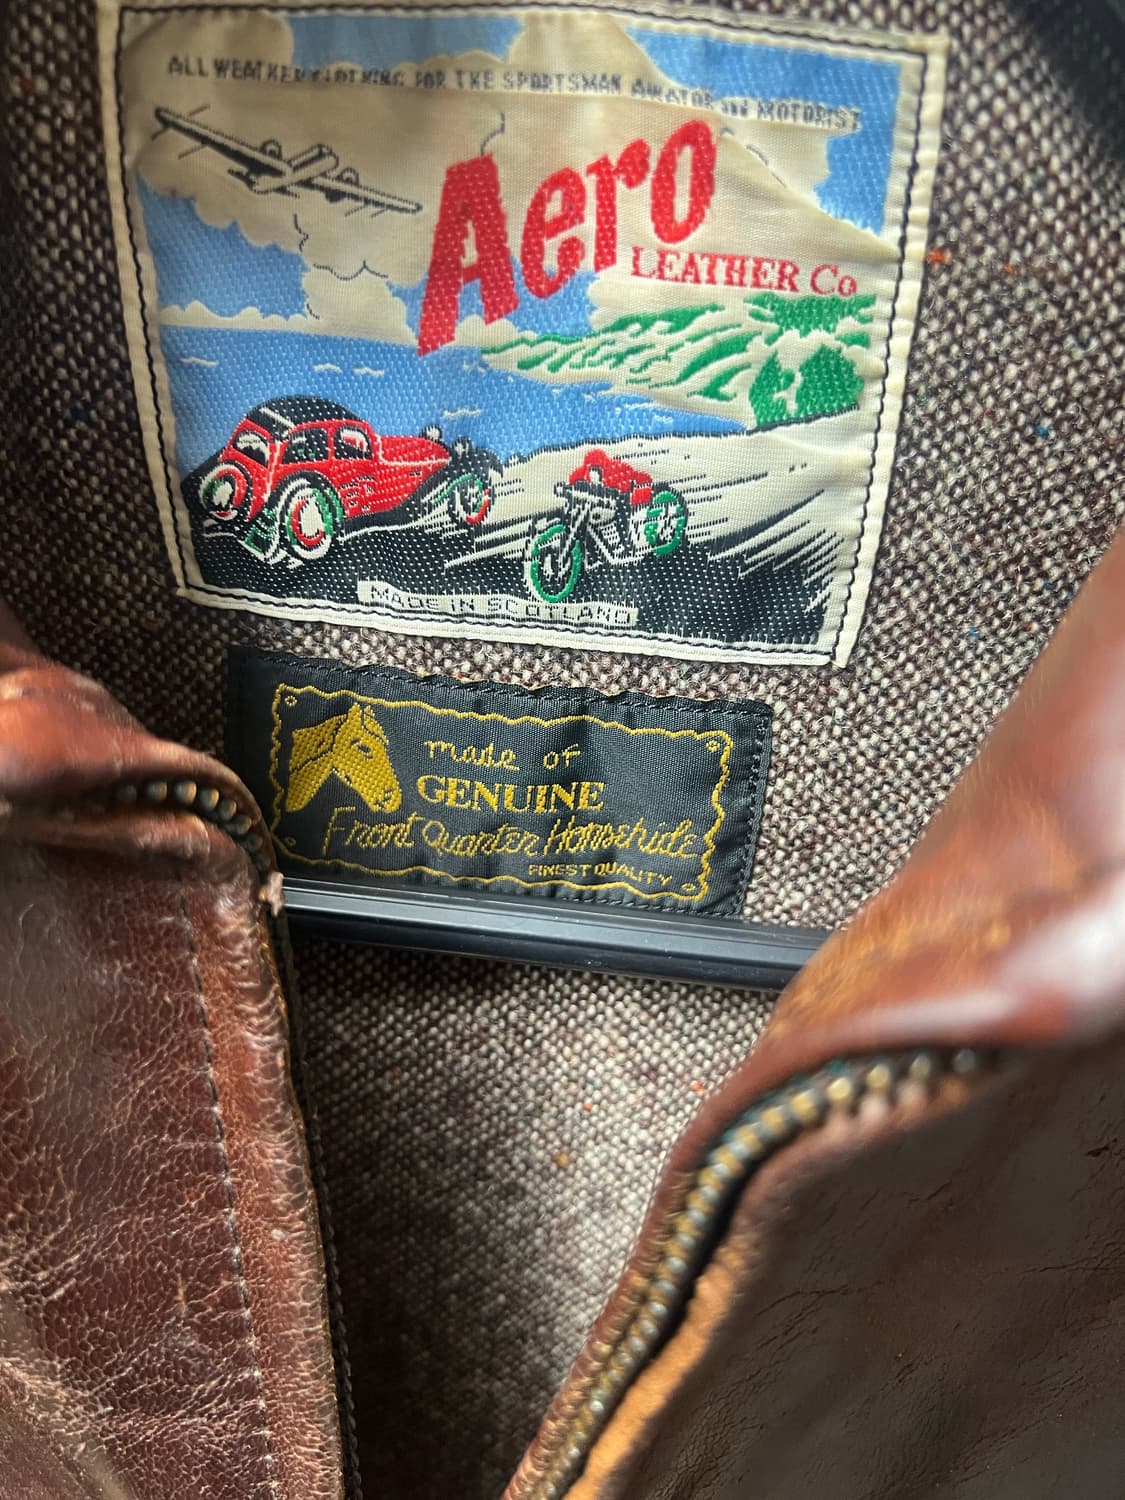 ALL WEATHER CLOTHING FOR THE SPORTSMAN AVIATOR AND MOTORIST
Aero
LEATHER Co
MADE IN SCOTLAND
made of
GENUINE
Front Quarter Horsehide
FINEST QUALITY